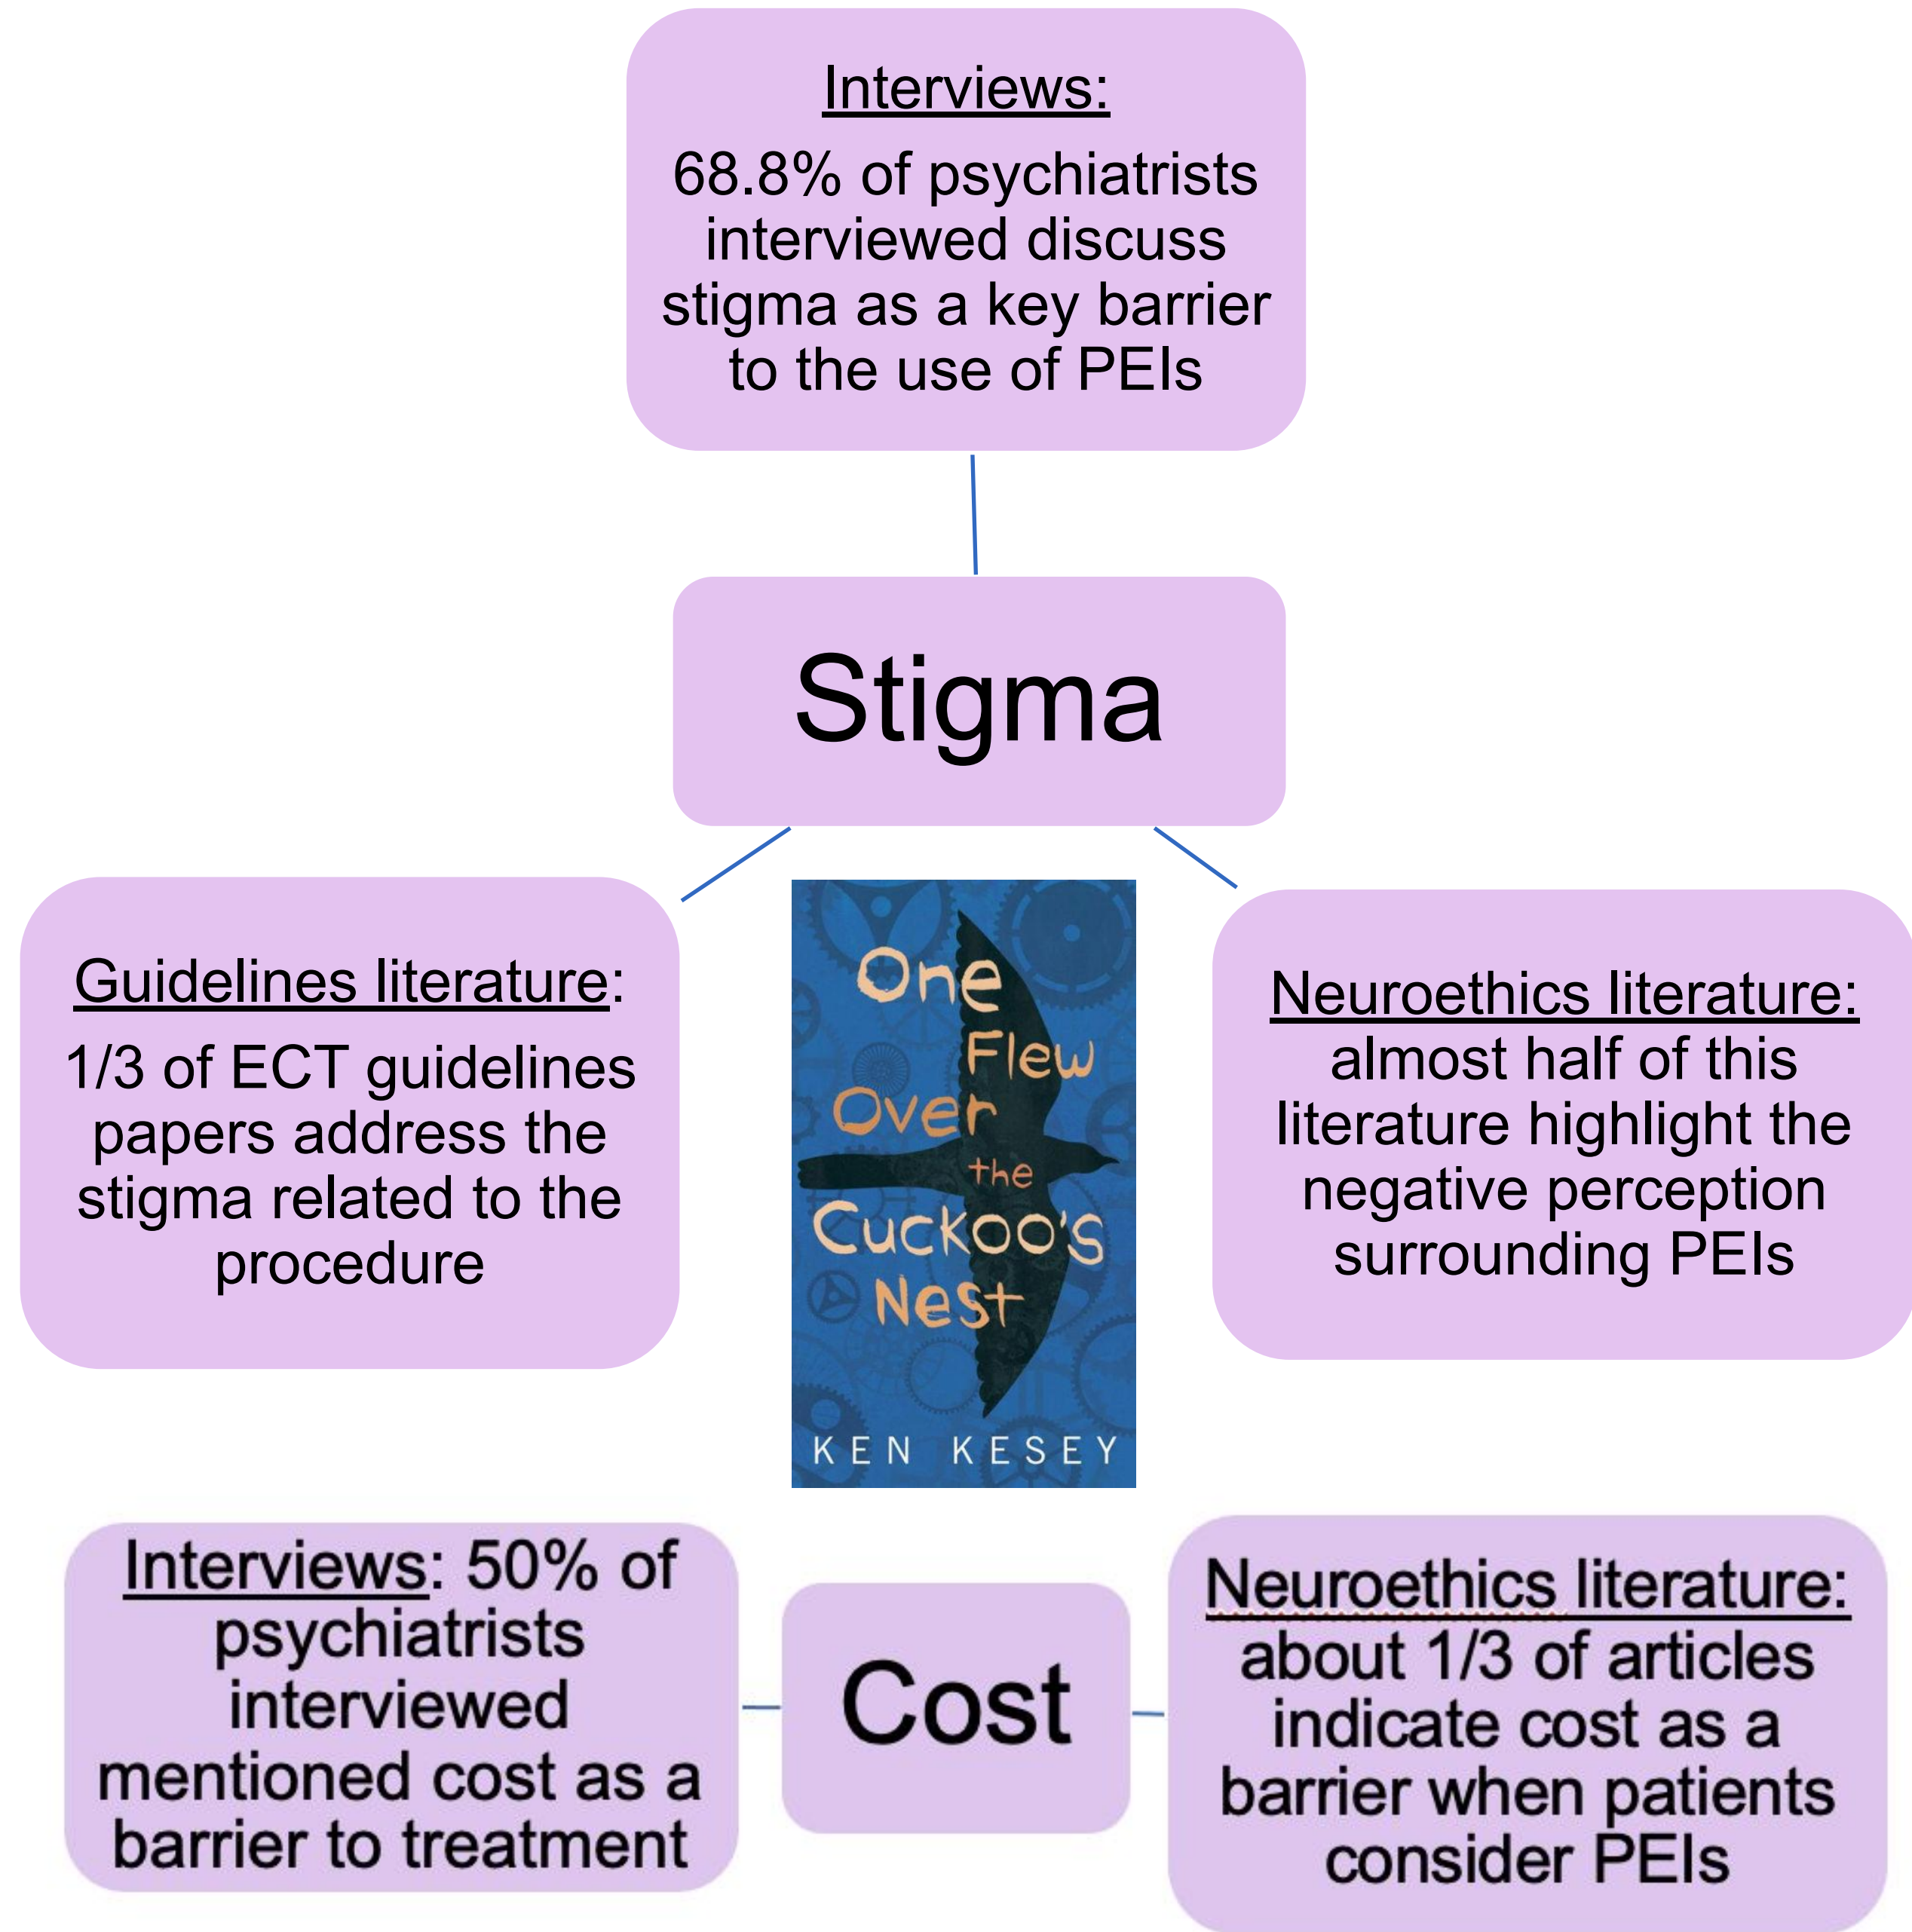 Interviews:
68.8% of psychiatrists
interviewed discuss
stigma as a key barrier
to the use of PEIs
Stigma
Guidelines literature:
1/3 of ECT guidelines
papers address the
stigma related to the
procedure
One
Flew
Over
the
Cuckoo's
Nest
KEN KESEY
Neuroethics literature:
almost half of this
literature highlight the
negative perception
surrounding PEIs
Interviews: 50% of
psychiatrists
interviewed
mentioned cost as a
barrier to treatment
Cost
Neuroethics literature:
about 1/3 of articles
indicate cost as a
barrier when patients
consider PEIs